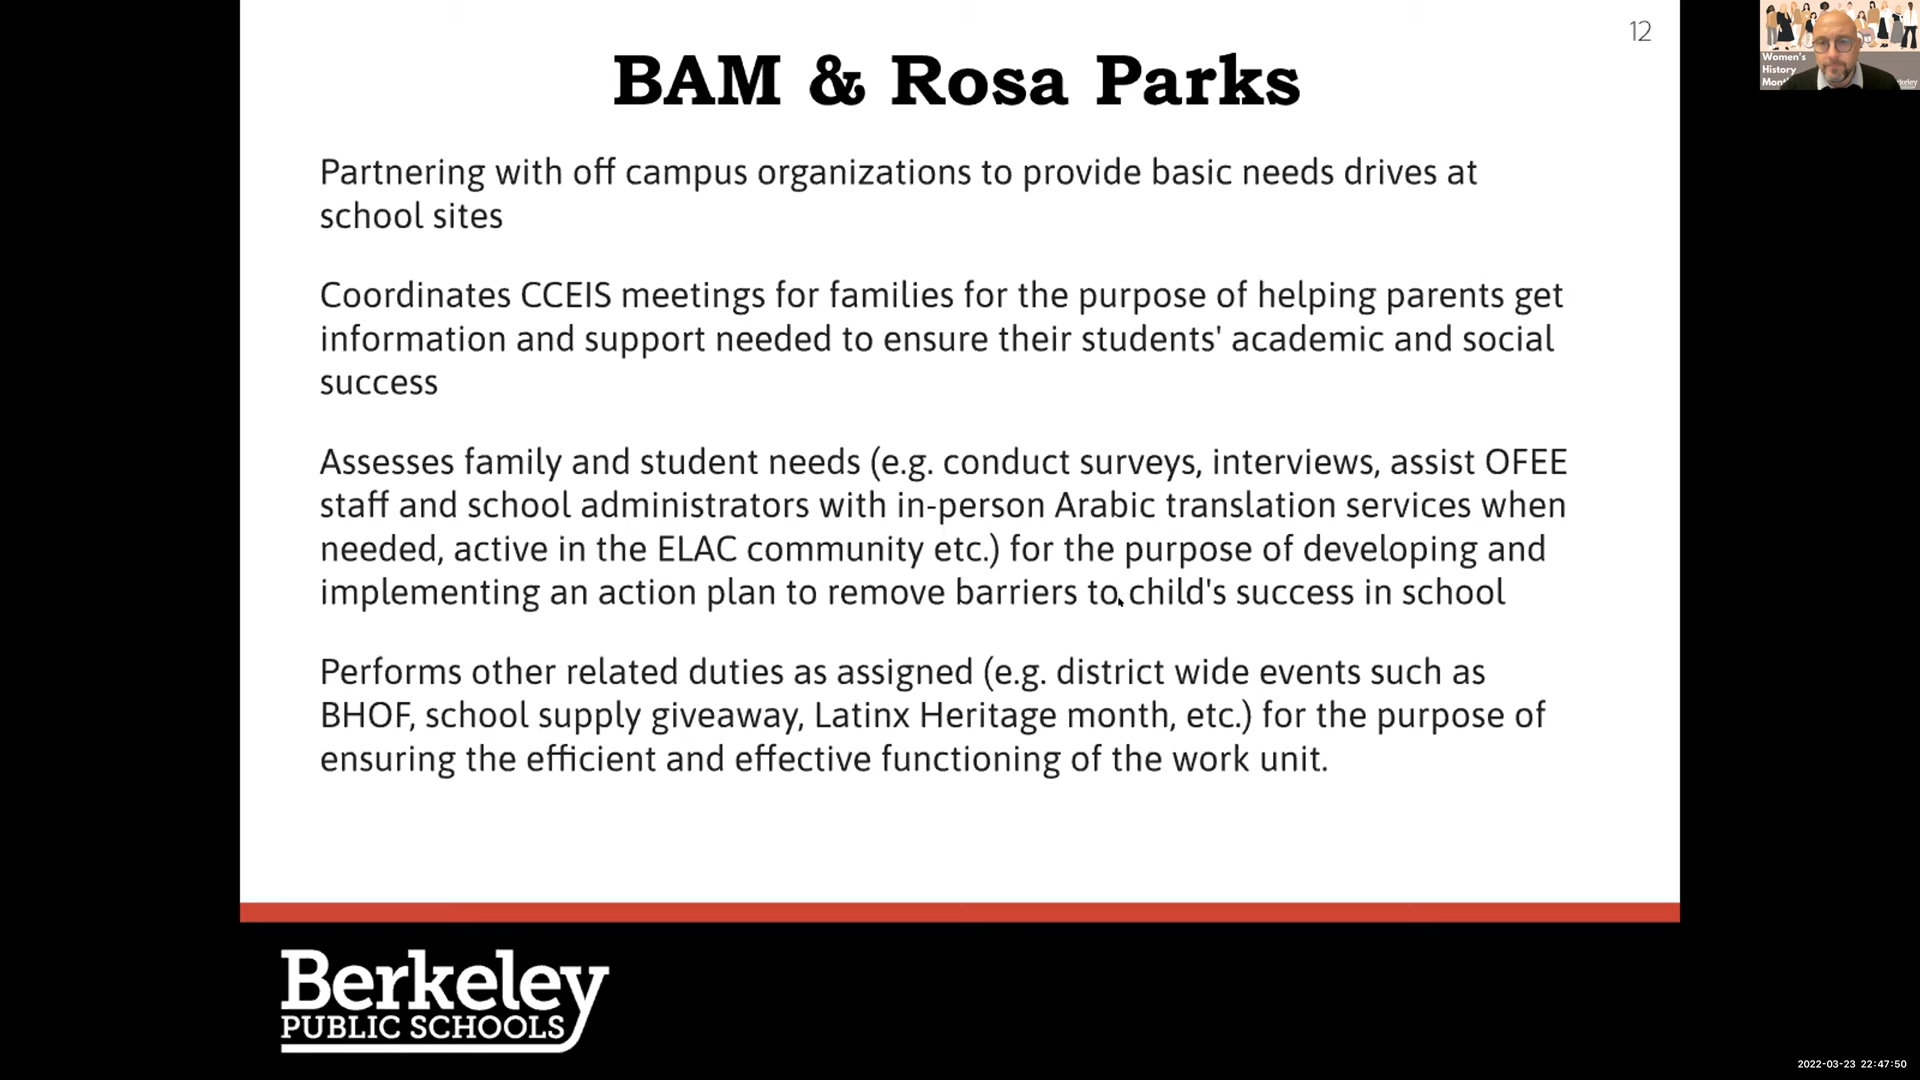 12
BAM & Rosa Parks
Partnering with off campus organizations to provide basic needs drives at
school sites
Coordinates CCEIS meetings for families for the purpose of helping parents get
information and support needed to ensure their students' academic and social
success
Assesses family and student needs (e.g. conduct surveys, interviews, assist OFEE
staff and school administrators with in-person Arabic translation services when
needed, active in the ELAC community etc.) for the purpose of developing and
implementing an action plan to remove barriers to child's success in school
Performs other related duties as assigned (e.g. district wide events such as
BHOF, school supply giveaway, Latinx Heritage month, etc.) for the purpose of
ensuring the efficient and effective functioning of the work unit.
Berkeley
PUBLIC SCHOOLS
Women's
History
2022-03-23 22:47:50